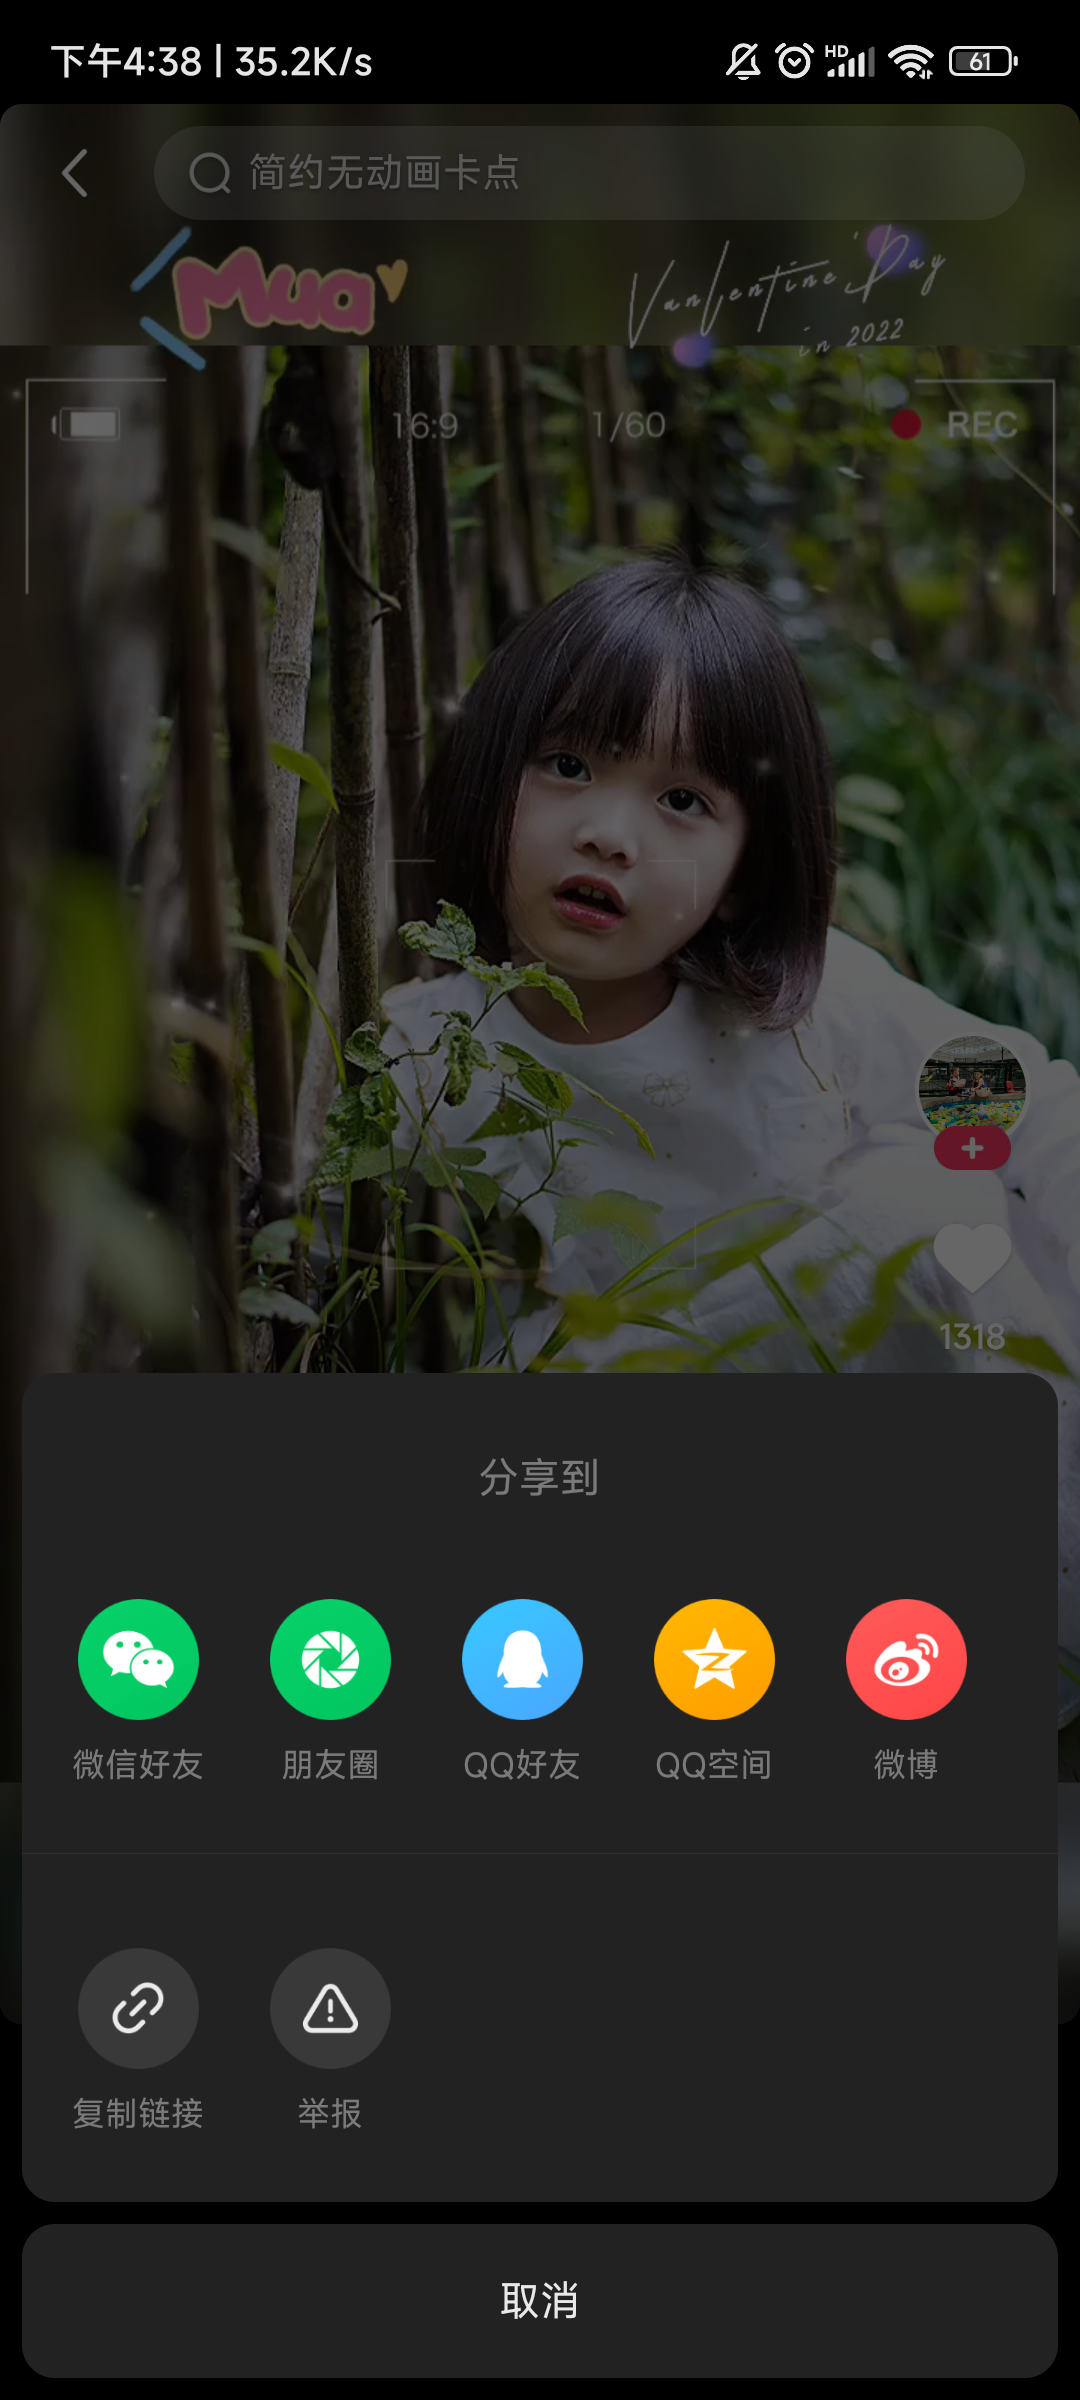 下午4:38 | 35.2K/s
HD
61
简约无动画卡点
Mua
Vanlentine'Day
in 2022
16:9
1/60
REC
1318
分享到
微信好友
朋友圈
QQ好友
QQ空间
微博
复制链接
举报
取消